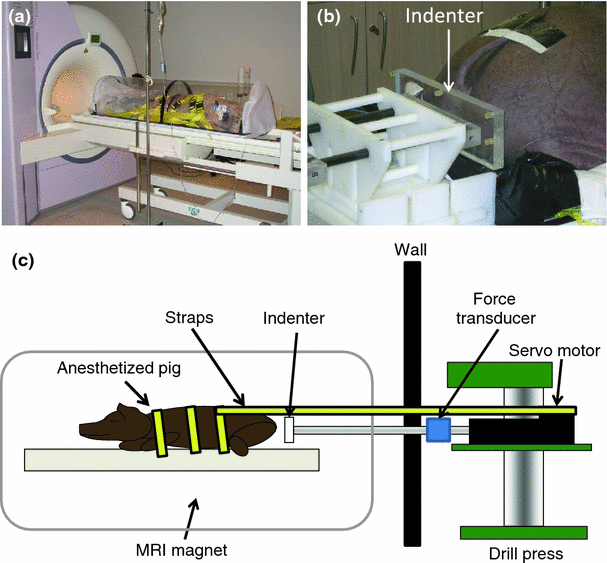 (a)
(b)
Indenter
(c)
Wall
Force
transducer
Straps
Indenter
Servo motor
Anesthetized pig
MRI magnet
Drill press